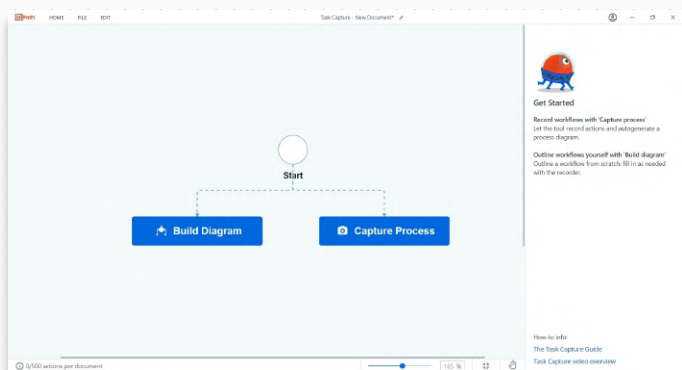 UiPath HOME FILE EDIT Task Capture - New Document*
Get Started
Record workflows with 'Capture process'
Let the tool record actions and autogenerate a
process diagram.
Outline workflows yourself with 'Build diagram'
Outline a workflow from scratch: fill in as needed
with the recorder.
Start
Build Diagram
Capture Process
How-to info:
The Task Capture Guide
Task Capture video overview
0/500 actions per document
165 %